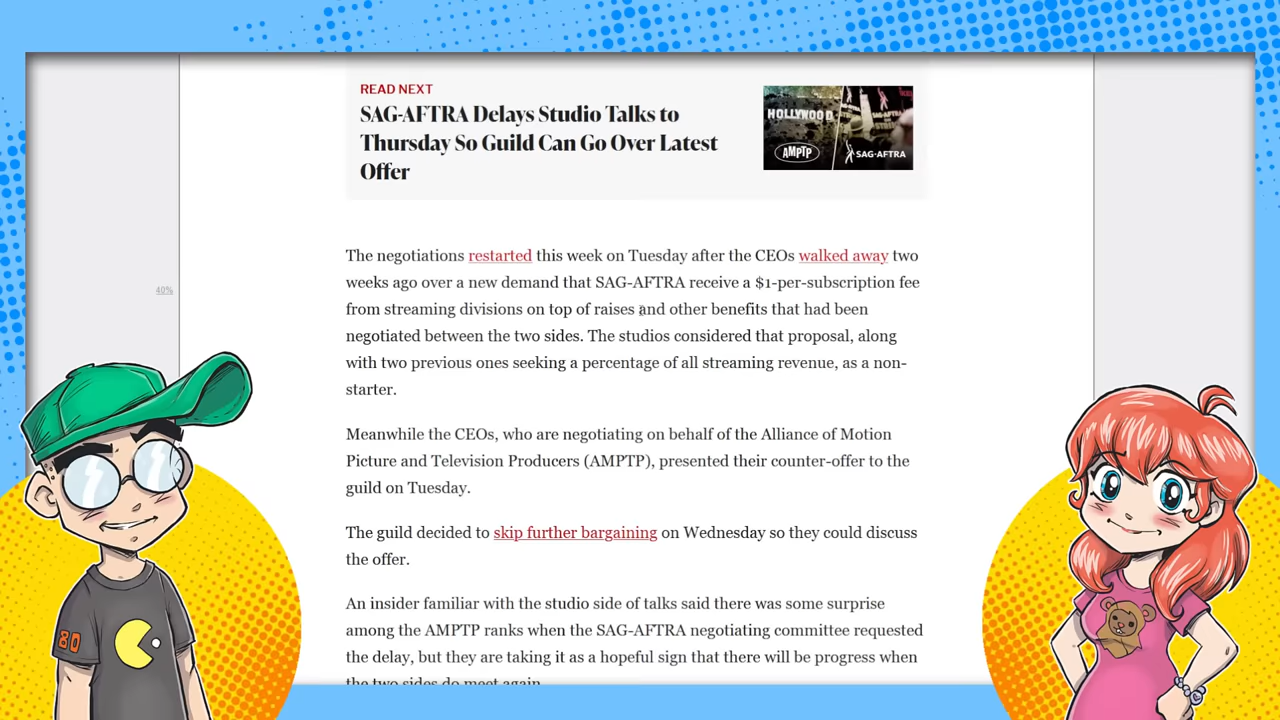 READ NEXT
SAG-AFTRA Delays Studio Talks to
Thursday So Guild Can Go Over Latest
Offer
HOLLYWOOD
AMPTP
SAG·AFTRA
The negotiations restarted this week on Tuesday after the CEOs walked away two
weeks ago over a new demand that SAG-AFTRA receive a $1-per-subscription fee
40%
from streaming divisions on top of raises and other benefits that had been
negotiated between the two sides. The studios considered that proposal, along
with two previous ones seeking a percentage of all streaming revenue, as a non-
starter.
Meanwhile the CEOs, who are negotiating on behalf of the Alliance of Motion
Picture and Television Producers (AMPTP), presented their counter-offer to the
guild on Tuesday.
The guild decided to skip further bargaining on Wednesday so they could discuss
the offer.
An insider familiar with the studio side of talks said there was some surprise
among the AMPTP ranks when the SAG-AFTRA negotiating committee requested
the delay, but they are taking it as a hopeful sign that there will be progress when
the two sides do meet again.
80